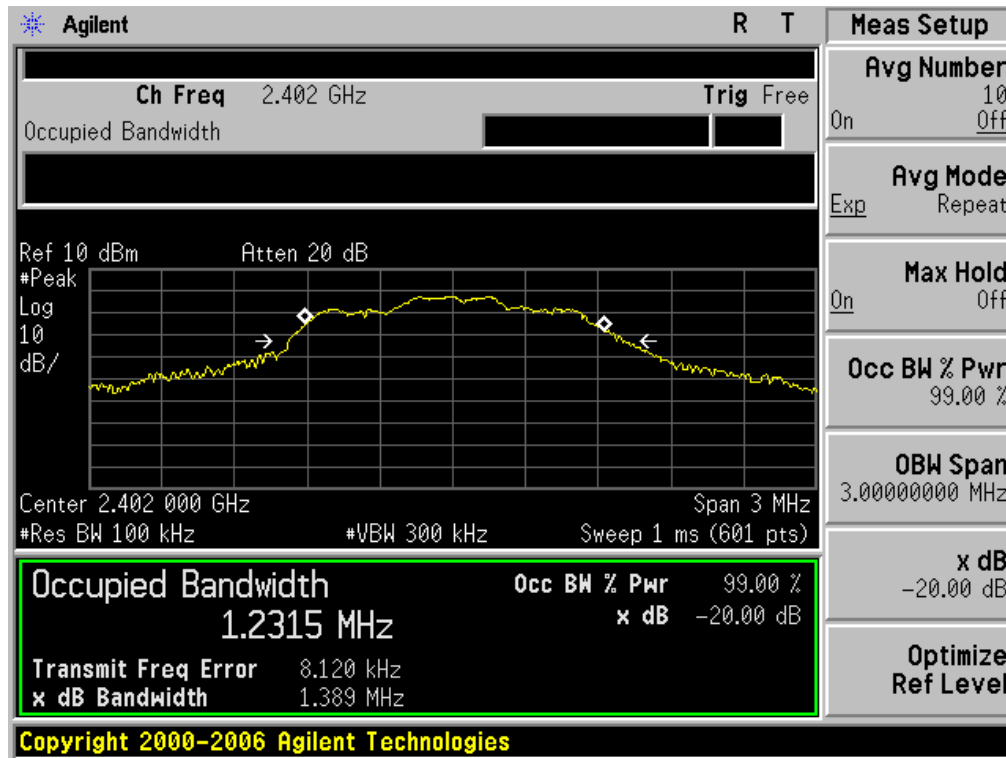 Agilent R T
Ch Freq 2.402 GHz Trig Free
Occupied Bandwidth
Ref 10 dBm Atten 20 dB
#Peak
Log
10
dB/
Center 2.402 000 GHz Span 3 MHz
#Res BW 100 kHz #VBW 300 kHz Sweep 1 ms (601 pts)
Occupied Bandwidth Occ BW % Pwr 99.00 %
1.2315 MHz x dB -20.00 dB
Transmit Freq Error 8.120 kHz
x dB Bandwidth 1.389 MHz
Copyright 2000-2006 Agilent Technologies
Meas Setup
Avg Number
10
On Off
Avg Mode
Exp Repeat
Max Hold
On Off
Occ BW % Pwr
99.00 %
OBW Span
3.00000000 MHz
x dB
-20.00 dB
Optimize
Ref Level